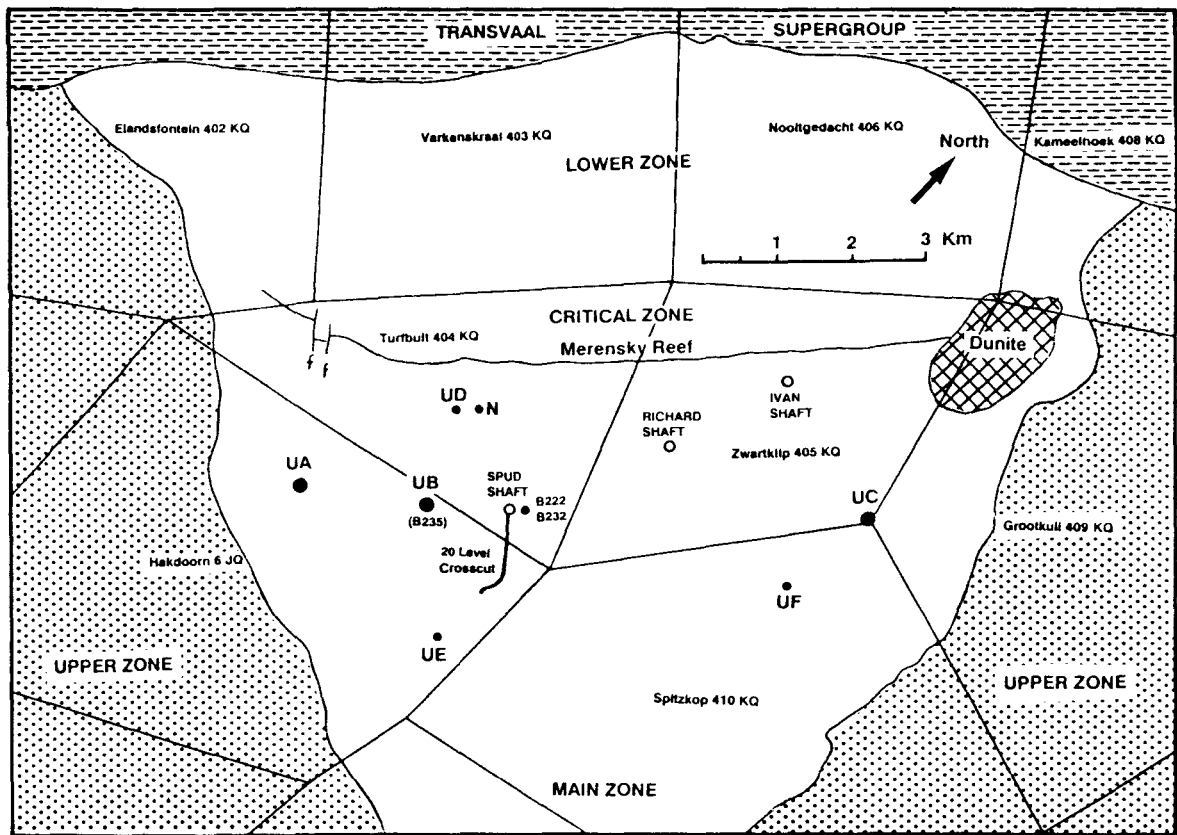 TRANSVAAL
SUPERGROUP
Elandsfontein 402 KQ
Varkanskraal 403 KQ
Nooitgedacht 406 KQ
Kameelhoek 408 KQ
North
LOWER ZONE
1 2 3 Km
CRITICAL ZONE
Turfbult 404 KQ
Merensky Reef
Dunite
f f
UD N
IVAN
SHAFT
RICHARD
SHAFT
Zwartklip 405 KQ
UA
UB
(B235)
SPUD
SHAFT
B222
B232
UC
Grootkuil 409 KQ
20 Level
Crosscut
Hakdoorn 6 JQ
UF
UE
UPPER ZONE
UPPER ZONE
Spitzkop 410 KQ
MAIN ZONE